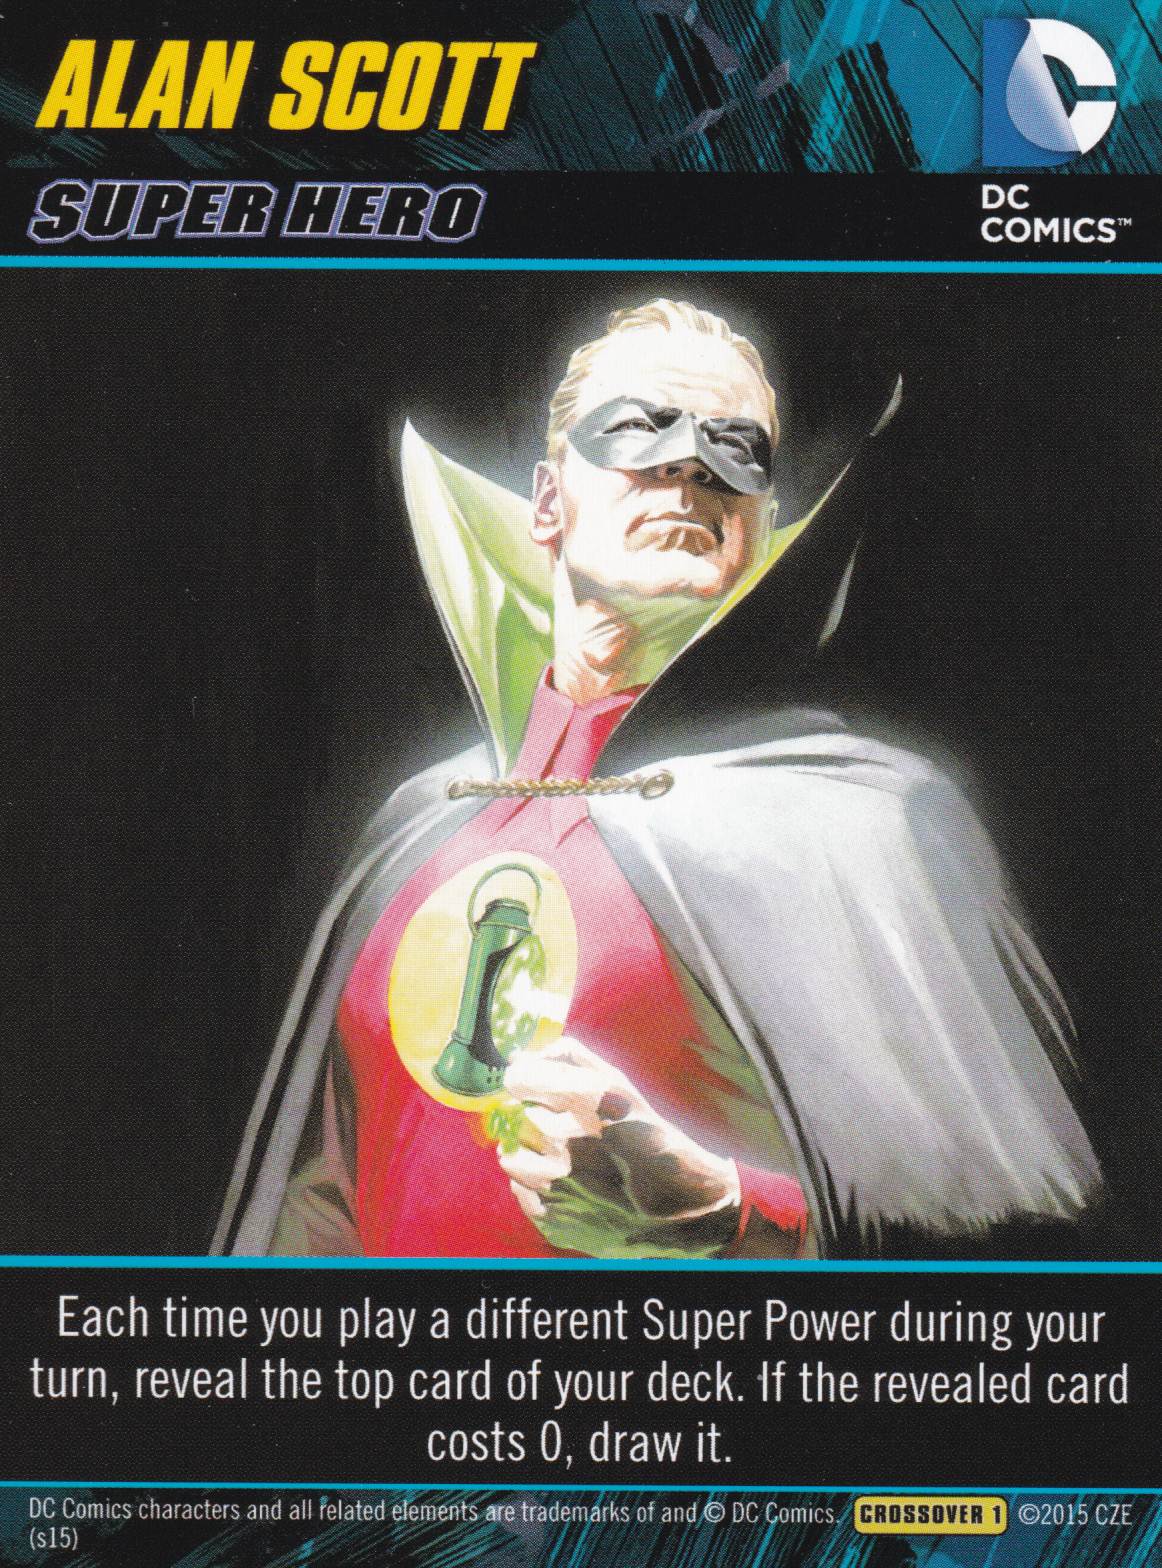 ALAN SCOTT
SUPER HERO
DC
COMICS™
Each time you play a different Super Power during your
turn, reveal the top card of your deck. If the revealed card
costs 0, draw it.
DC Comics characters and all related elements are trademarks of and © DC Comics. CROSSOVER 1 ©2015 CZE
(s15)